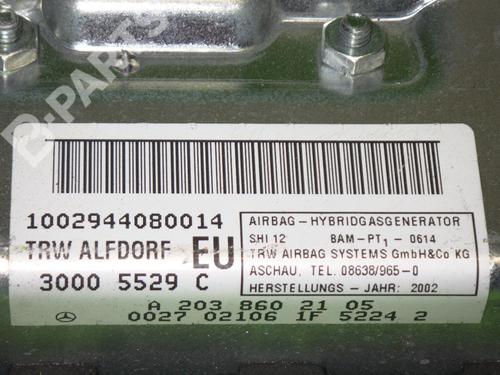 B-PARTS
1002944080014
TRW ALFDORF EU
30005 5529 C
AIRBAG – HYBRIDGASGENERATOR
SHI 12 BAM–PT1 – 0614
TRW AIRBAG SYSTEMS GmbH&Co KG
ASCHAU, TEL. 08638/965–0
HERSTELLUNGS – JAHR: 2002
A 203 860 21 05
0027 02106 1F 5224 2